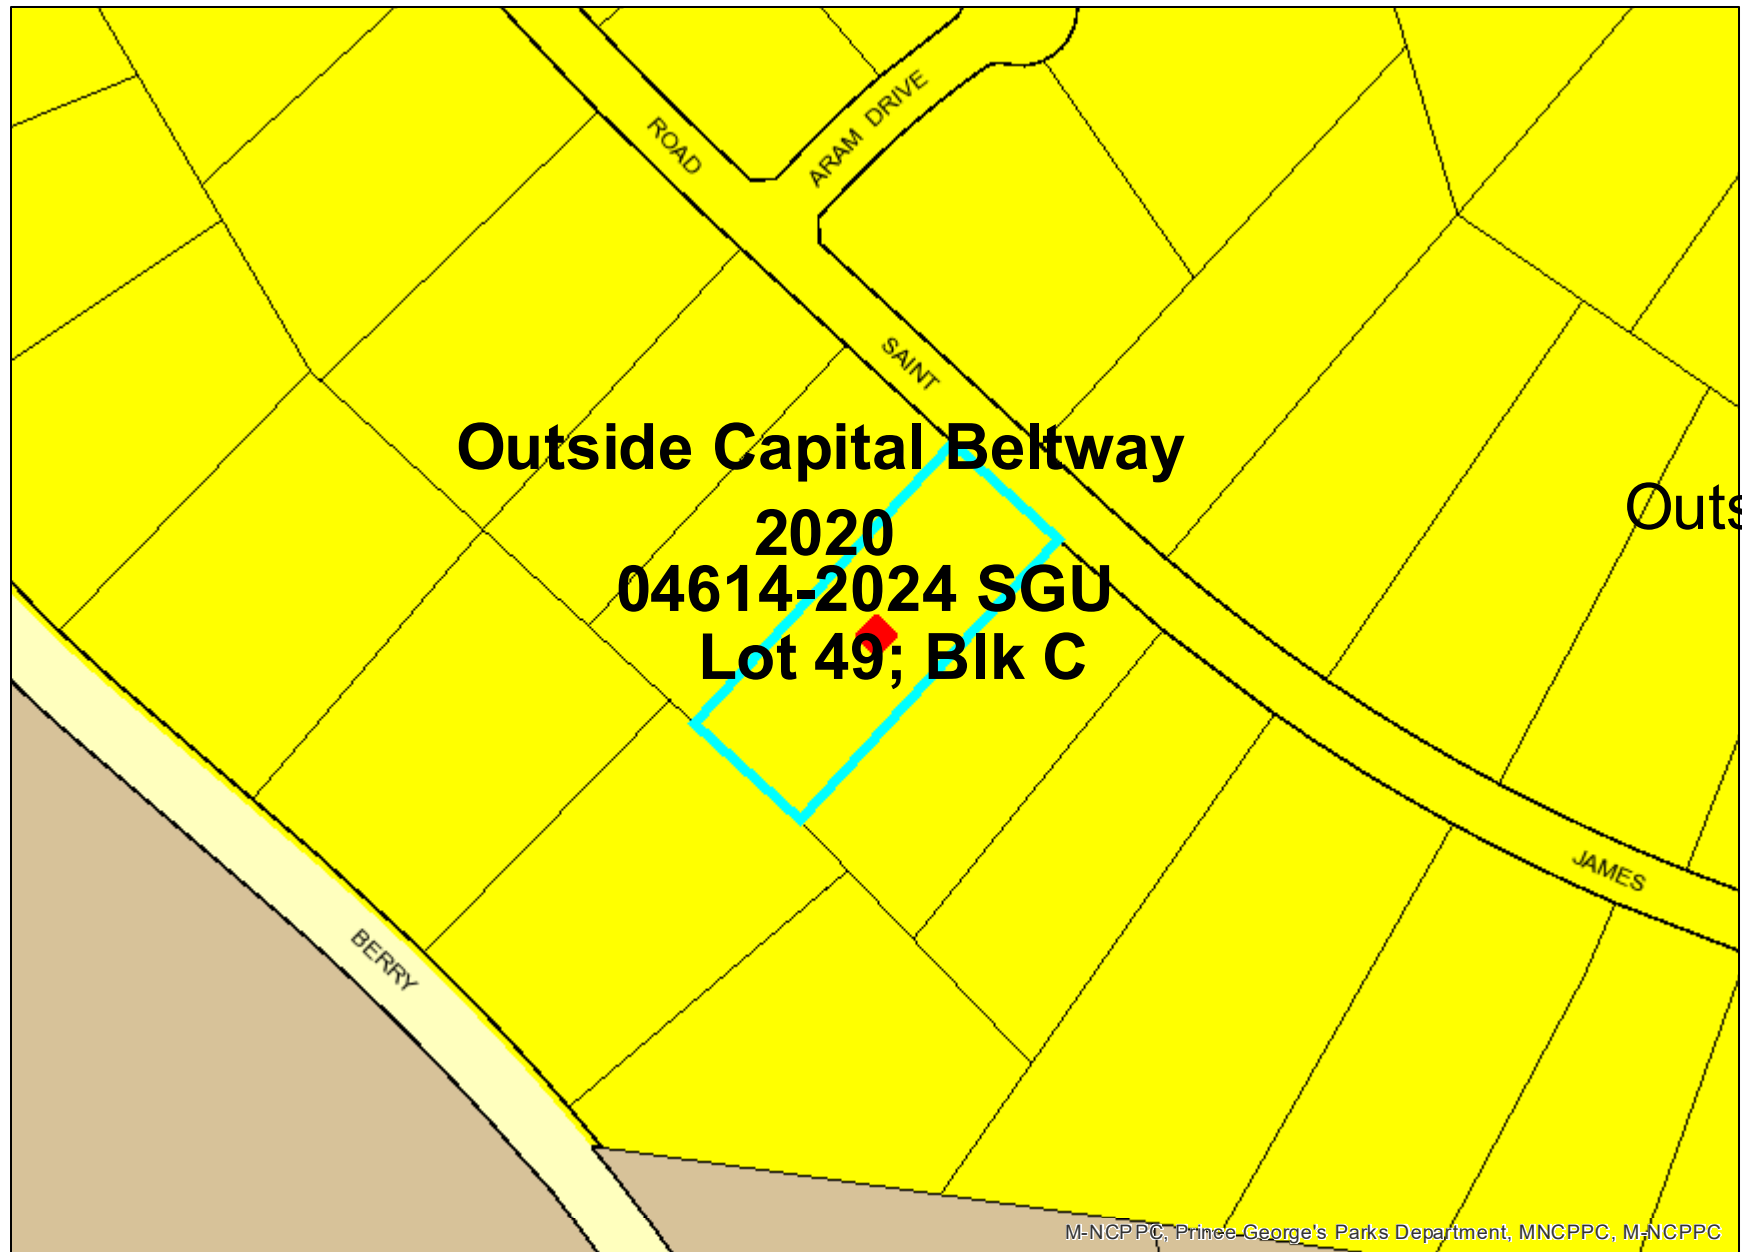 ROAD
ARAM DRIVE
SAINT
Outside Capital Beltway
Outs
2020
04614-2024 SGU
Lot 49; Blk C
JAMES
BERRY
M-NCPPC, Prince George's Parks Department, MNCPPC, M-NCPPC